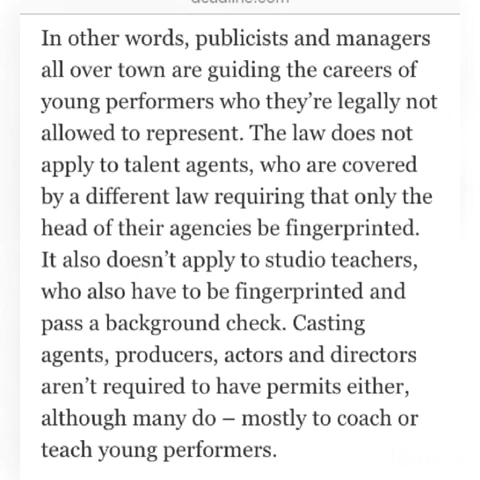 In other words, publicists and managers
all over town are guiding the careers of
young performers who they’re legally not
allowed to represent. The law does not
apply to talent agents, who are covered
by a different law requiring that only the
head of their agencies be fingerprinted.
It also doesn’t apply to studio teachers,
who also have to be fingerprinted and
pass a background check. Casting
agents, producers, actors and directors
aren’t required to have permits either,
although many do – mostly to coach or
teach young performers.